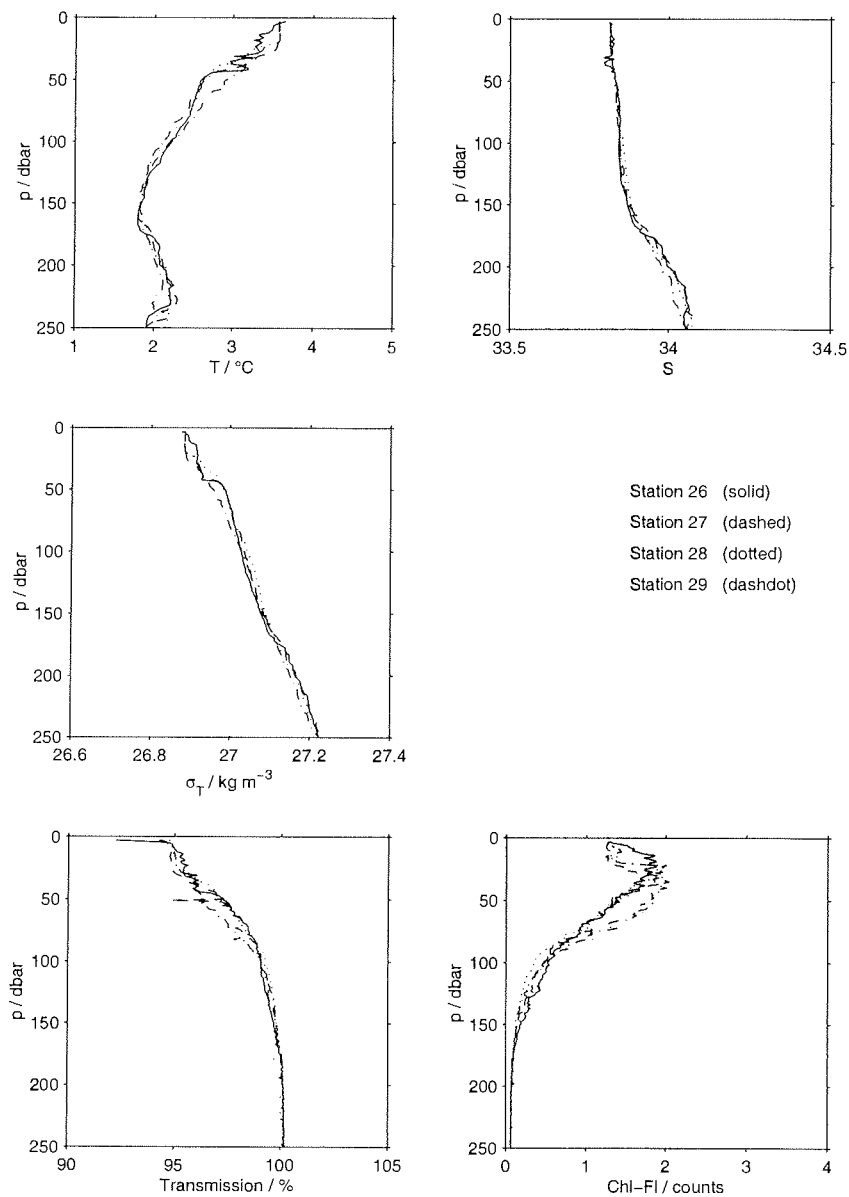 0
50
100
150
200
250
p / dbar
1 2 3 4 5
T / °C
0
50
100
150
200
250
p / dbar
33.5 34 34.5
S
0
50
100
150
200
250
p / dbar
26.6 26.8 27 27.2 27.4
σT / kg m⁻³
Station 26 (solid)
Station 27 (dashed)
Station 28 (dotted)
Station 29 (dashdot)
0
50
100
150
200
250
p / dbar
90 95 100 105
Transmission / %
0
50
100
150
200
250
p / dbar
0 1 2 3 4
Chl–Fl / counts